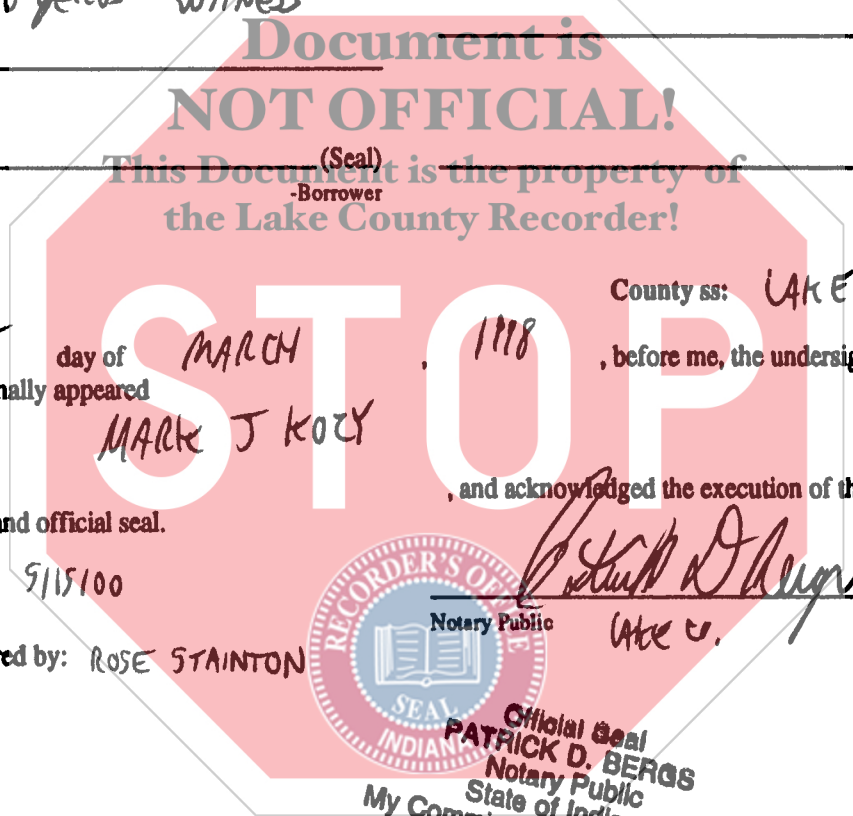 WITNESS
Document is
NOT OFFICIAL!
This Document is the property of
the Lake County Recorder!
(Seal)
-Borrower
STOP
County ss: LAKE
day of MARCH , 1998 , before me, the undersig
nally appeared
MARK J KOZY
, and acknowledged the execution of th
nd official seal.
5/15/00
Notary Public
Lake Co.
ed by: ROSE STAINTON
RECORDER'S OFFICE
SEAL
INDIANA
Official Seal
PATRICK D. BERGS
Notary Public
State of Indi
My Comm